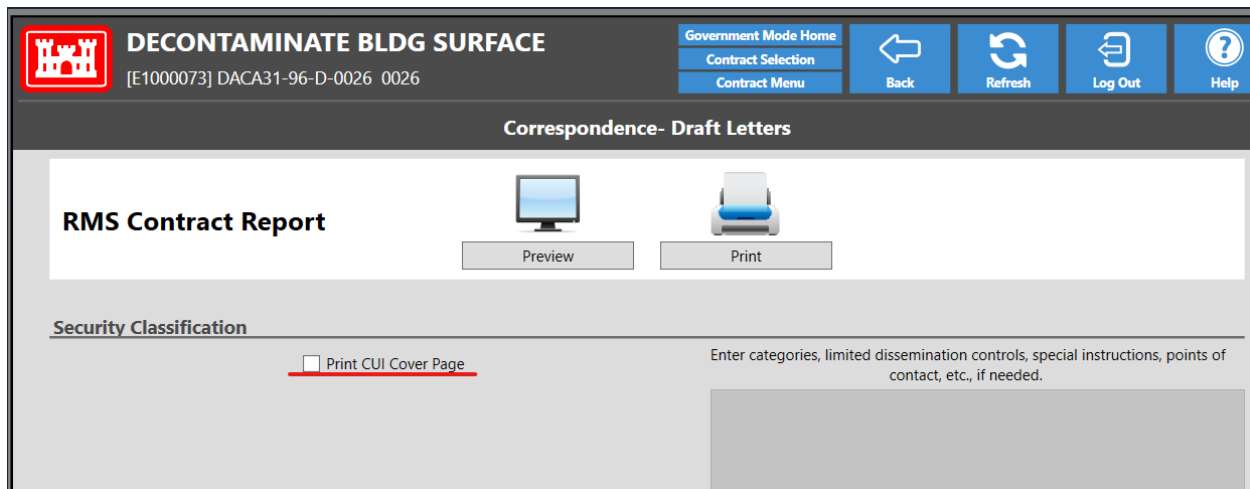 DECONTAMINATE BLDG SURFACE
[E1000073] DACA31-96-D-0026 0026
Government Mode Home
Contract Selection
Contract Menu
Back
Refresh
Log Out
Help
Correspondence- Draft Letters
RMS Contract Report
Preview
Print
Security Classification
Print CUI Cover Page
Enter categories, limited dissemination controls, special instructions, points of
contact, etc., if needed.